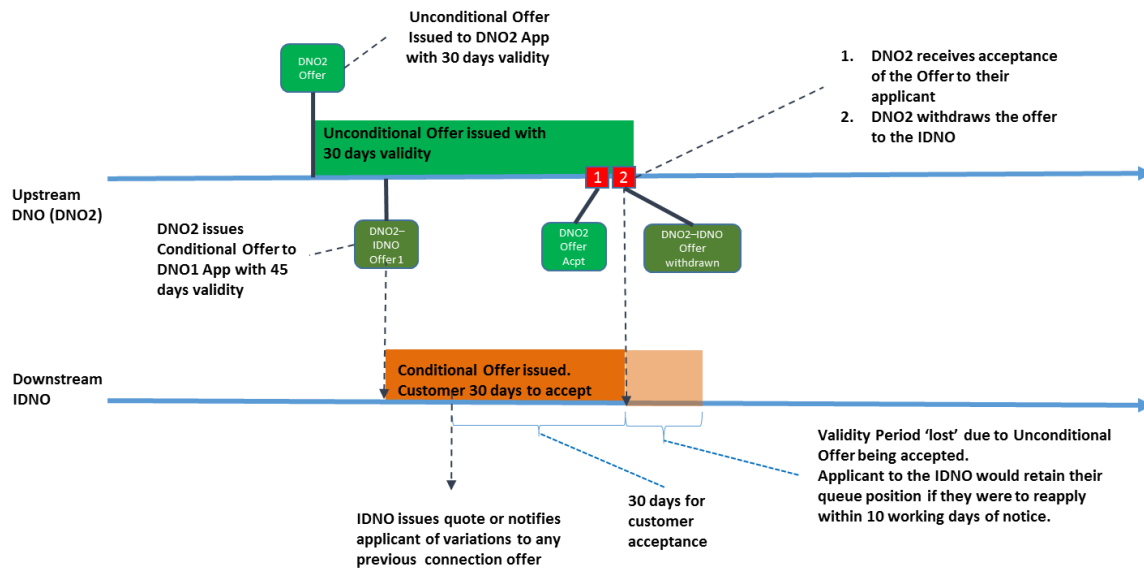 Unconditional Offer
Issued to DNO2 App
with 30 days validity
DNO2
Offer
1. DNO2 receives acceptance
of the Offer to their
applicant
2. DNO2 withdraws the offer
to the IDNO
Unconditional Offer issued with
30 days validity
1
2
Upstream
DNO (DNO2)
DNO2 issues
Conditional Offer to
DNO1 App with 45
days validity
DNO2–
IDNO
Offer 1
DNO2
Offer
Acpt
DNO2–IDNO
Offer
withdrawn
Downstream
IDNO
Conditional Offer issued.
Customer 30 days to accept
Validity Period ‘lost’ due to Unconditional
Offer being accepted.
Applicant to the IDNO would retain their
queue position if they were to reapply
within 10 working days of notice.
30 days for
customer
acceptance
IDNO issues quote or notifies
applicant of variations to any
previous connection offer